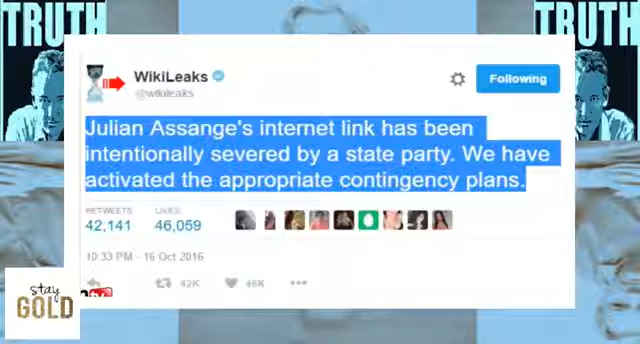 TRUTH
TRUTH
WikiLeaks
@wikileaks
Following
Julian Assange's internet link has been
intentionally severed by a state party. We have
activated the appropriate contingency plans.
RETWEETS LIKES
42,141 46,059
10:33 PM - 16 Oct 2016
42K 46K
stay
GOLD